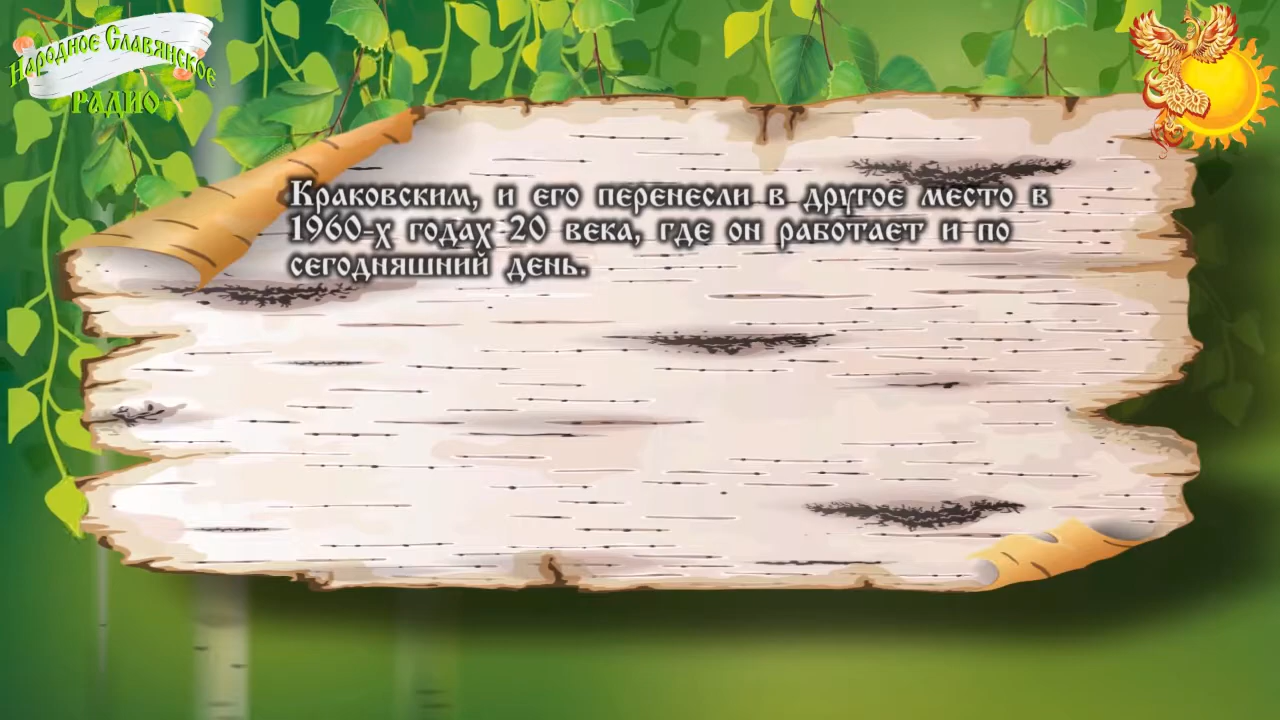 Народное Славянское
РАДИО
Краковским, и его перенесли в другое место в
1960-х годах 20 века, где он работает и по
сегодняшний день.